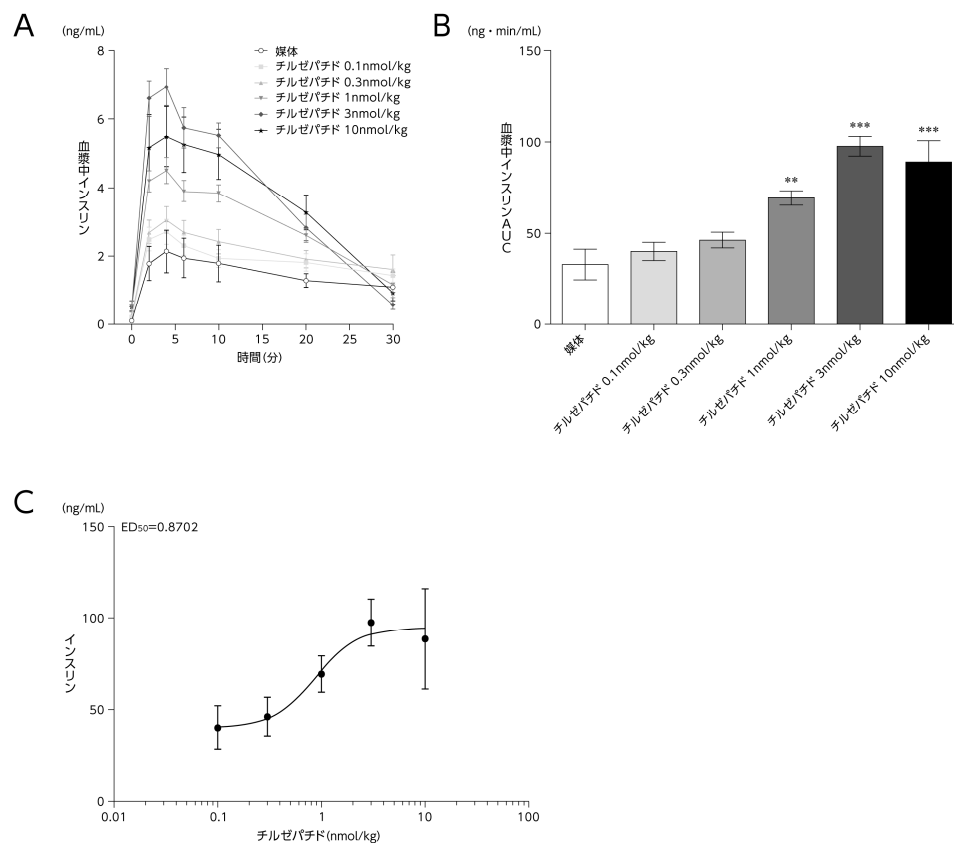 A
(ng/mL)
8
6
4
2
0
血漿中インスリン
0
5
10
15
20
25
30
時間(分)
媒体
チルゼパチド 0.1nmol/kg
チルゼパチド 0.3nmol/kg
チルゼパチド 1nmol/kg
チルゼパチド 3nmol/kg
チルゼパチド 10nmol/kg
B
(ng・min/mL)
150
100
50
0
血漿中インスリンAUC
**
***
***
媒体
チルゼパチド 0.1nmol/kg
チルゼパチド 0.3nmol/kg
チルゼパチド 1nmol/kg
チルゼパチド 3nmol/kg
チルゼパチド 10nmol/kg
C
(ng/mL)
150
100
50
0
インスリン
ED50=0.8702
0.01
0.1
1
10
100
チルゼパチド(nmol/kg)